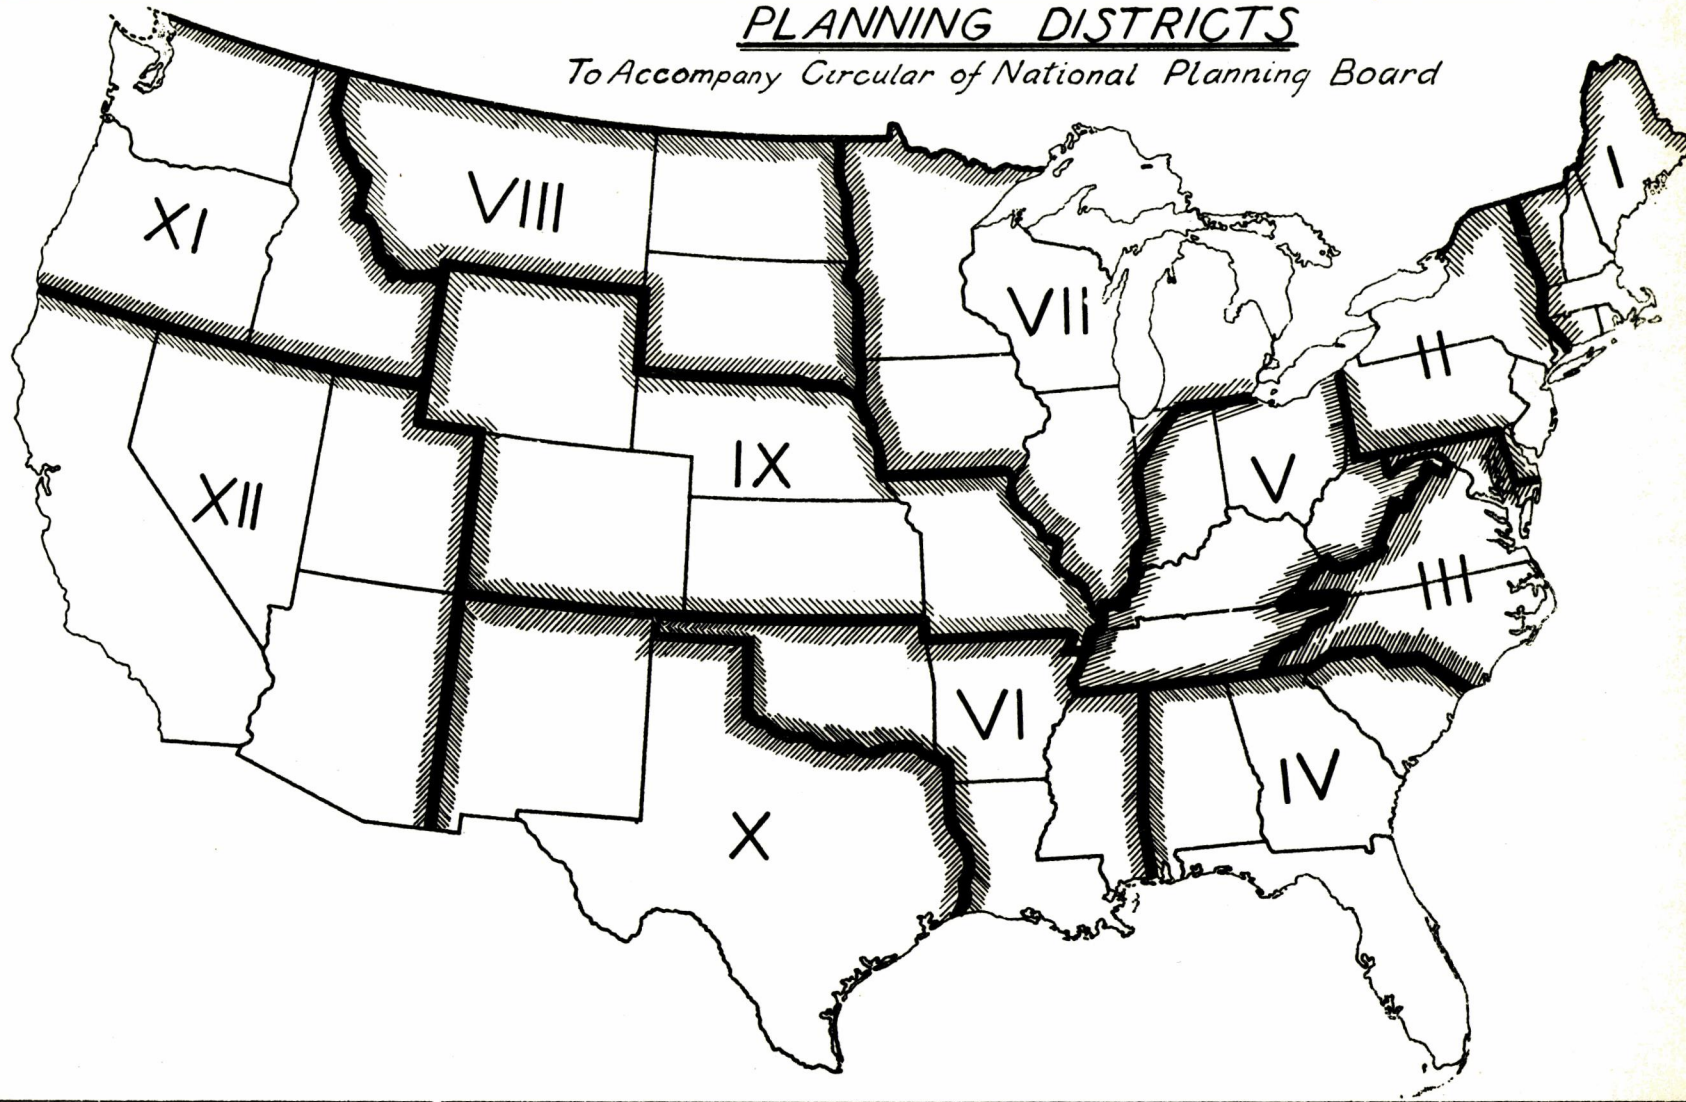 PLANNING DISTRICTS
To Accompany Circular of National Planning Board
I
XI
VIII
VIi
II
IX
V
XII
III
VI
IV
X